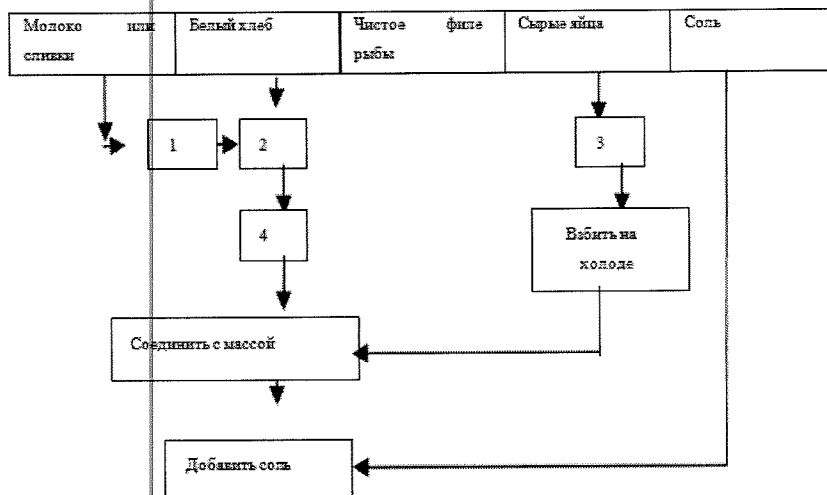 Молоко или
сливки
Белый хлеб
Чистое филе
рыбы
Сырые яйца
Соль
1
2
3
4
Взбить на
холоде
Соединить с массой
Добавить соль